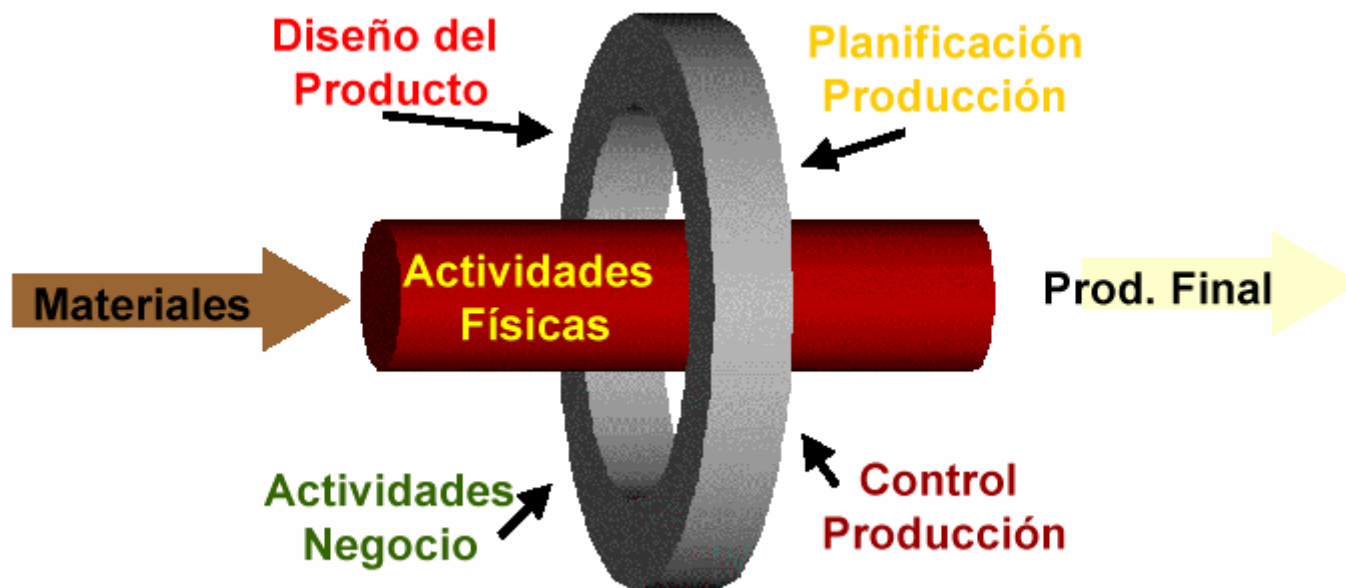 Diseño del
Producto
Planificación
Producción
Materiales
Actividades
Físicas
Prod. Final
Actividades
Negocio
Control
Producción